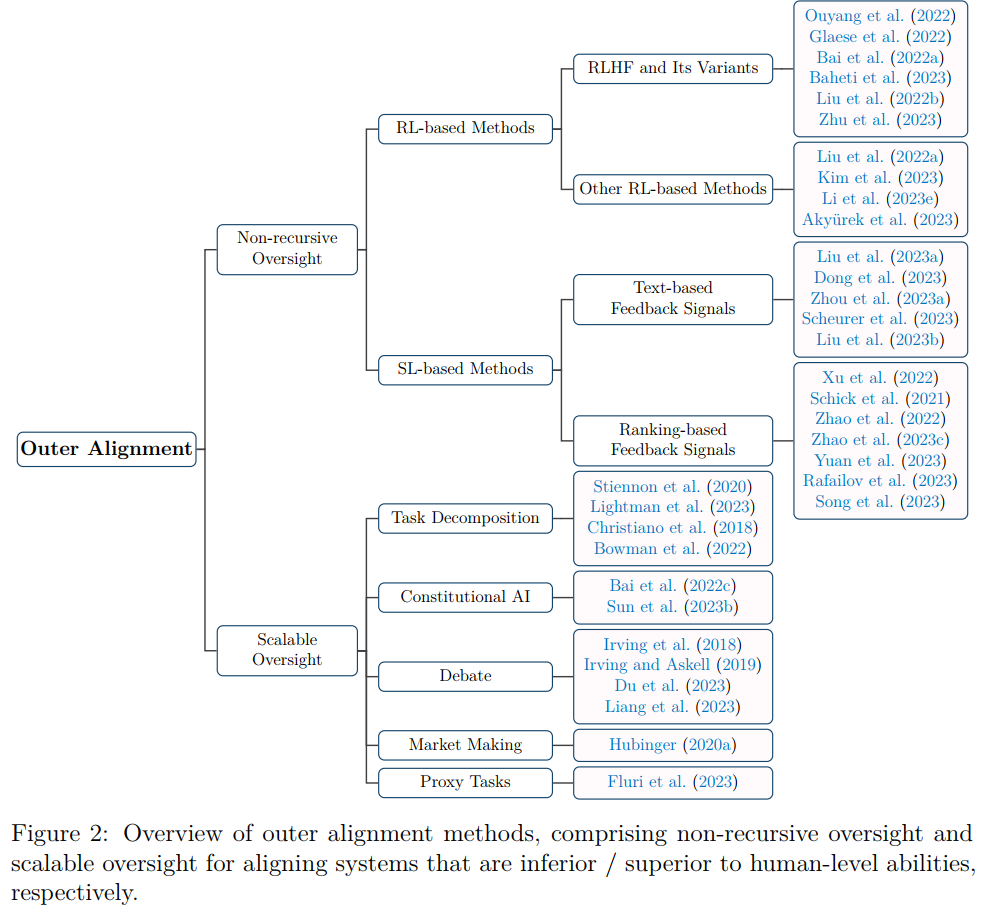 Outer Alignment
Non-recursive
Oversight
RL-based Methods
RLHF and Its Variants
Ouyang et al. (2022)
Glaese et al. (2022)
Bai et al. (2022a)
Baheti et al. (2023)
Liu et al. (2022b)
Zhu et al. (2023)
Other RL-based Methods
Liu et al. (2022a)
Kim et al. (2023)
Li et al. (2023e)
Akyürek et al. (2023)
SL-based Methods
Text-based
Feedback Signals
Liu et al. (2023a)
Dong et al. (2023)
Zhou et al. (2023a)
Scheurer et al. (2023)
Liu et al. (2023b)
Ranking-based
Feedback Signals
Xu et al. (2022)
Schick et al. (2021)
Zhao et al. (2022)
Zhao et al. (2023c)
Yuan et al. (2023)
Rafailov et al. (2023)
Song et al. (2023)
Scalable
Oversight
Task Decomposition
Stiennon et al. (2020)
Lightman et al. (2023)
Christiano et al. (2018)
Bowman et al. (2022)
Constitutional AI
Bai et al. (2022c)
Sun et al. (2023b)
Debate
Irving et al. (2018)
Irving and Askell (2019)
Du et al. (2023)
Liang et al. (2023)
Market Making
Hubinger (2020a)
Proxy Tasks
Fluri et al. (2023)
Figure 2: Overview of outer alignment methods, comprising non-recursive oversight and
scalable oversight for aligning systems that are inferior / superior to human-level abilities,
respectively.